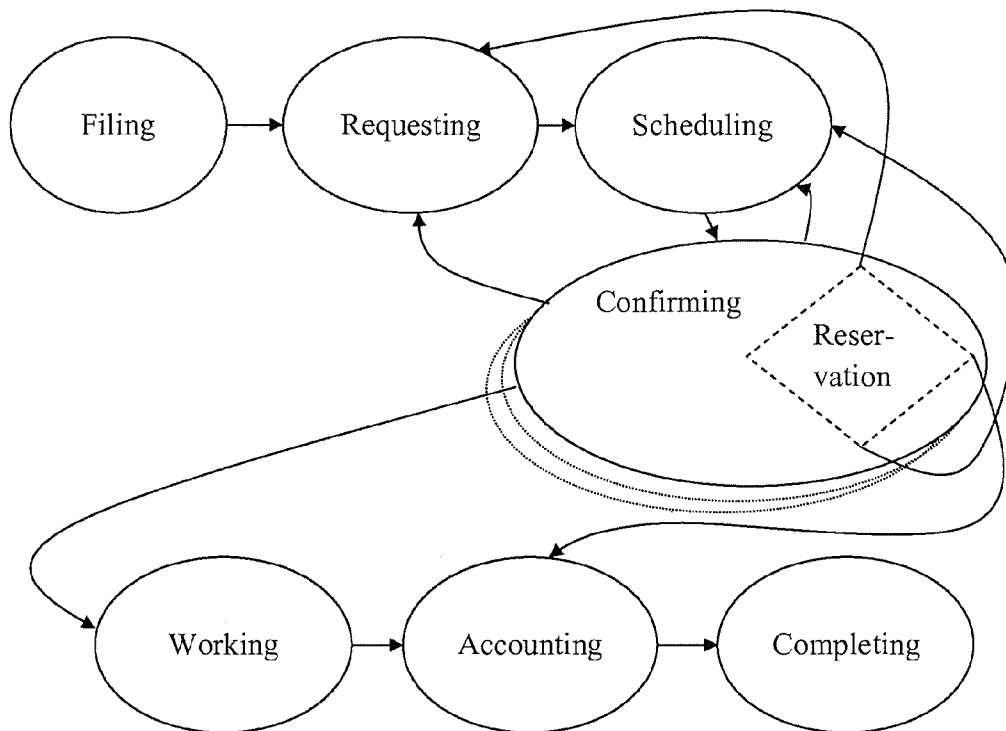 Filing
Requesting
Scheduling
Confirming
Reser-
vation
Working
Accounting
Completing